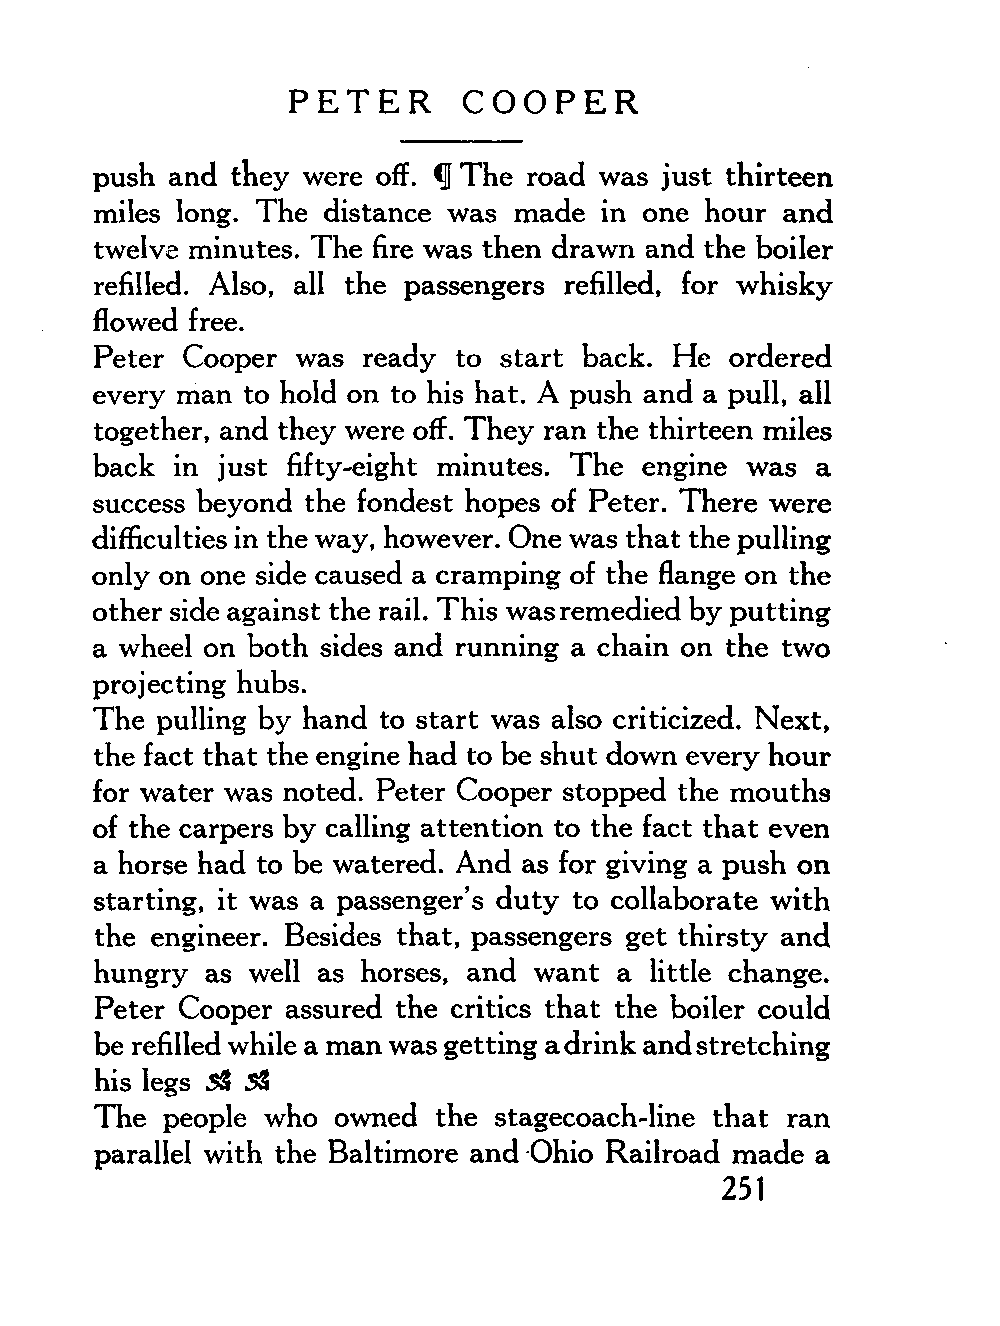 PETER COOPER
push and they were off. ¶ The road was just thirteen
miles long. The distance was made in one hour and
twelve minutes. The fire was then drawn and the boiler
refilled. Also, all the passengers refilled, for whisky
flowed free.
Peter Cooper was ready to start back. He ordered
every man to hold on to his hat. A push and a pull, all
together, and they were off. They ran the thirteen miles
back in just fifty-eight minutes. The engine was a
success beyond the fondest hopes of Peter. There were
difficulties in the way, however. One was that the pulling
only on one side caused a cramping of the flange on the
other side against the rail. This was remedied by putting
a wheel on both sides and running a chain on the two
projecting hubs.
The pulling by hand to start was also criticized. Next,
the fact that the engine had to be shut down every hour
for water was noted. Peter Cooper stopped the mouths
of the carpers by calling attention to the fact that even
a horse had to be watered. And as for giving a push on
starting, it was a passenger's duty to collaborate with
the engineer. Besides that, passengers get thirsty and
hungry as well as horses, and want a little change.
Peter Cooper assured the critics that the boiler could
be refilled while a man was getting a drink and stretching
his legs
The people who owned the stagecoach-line that ran
parallel with the Baltimore and Ohio Railroad made a
251